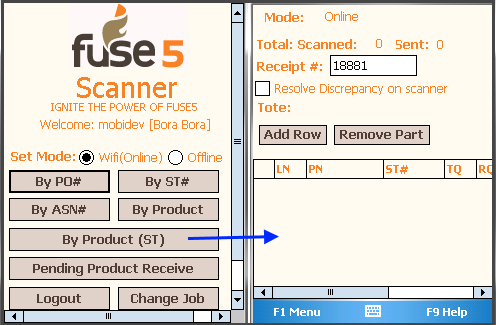 fuse 5
Scanner
IGNITE THE POWER OF FUSE5
Welcome: mobidev [Bora Bora]
Set Mode: Wifi(Online) Offline
By PO# By ST#
By ASN# By Product
By Product (ST)
Pending Product Receive
Logout Change Job
Mode: Online
Total: Scanned: 0 Sent: 0
Receipt #: 18881
Resolve Discrepancy on scanner
Tote:
Add Row Remove Part
LN PN ST# TQ RQ
F1 Menu F9 Help